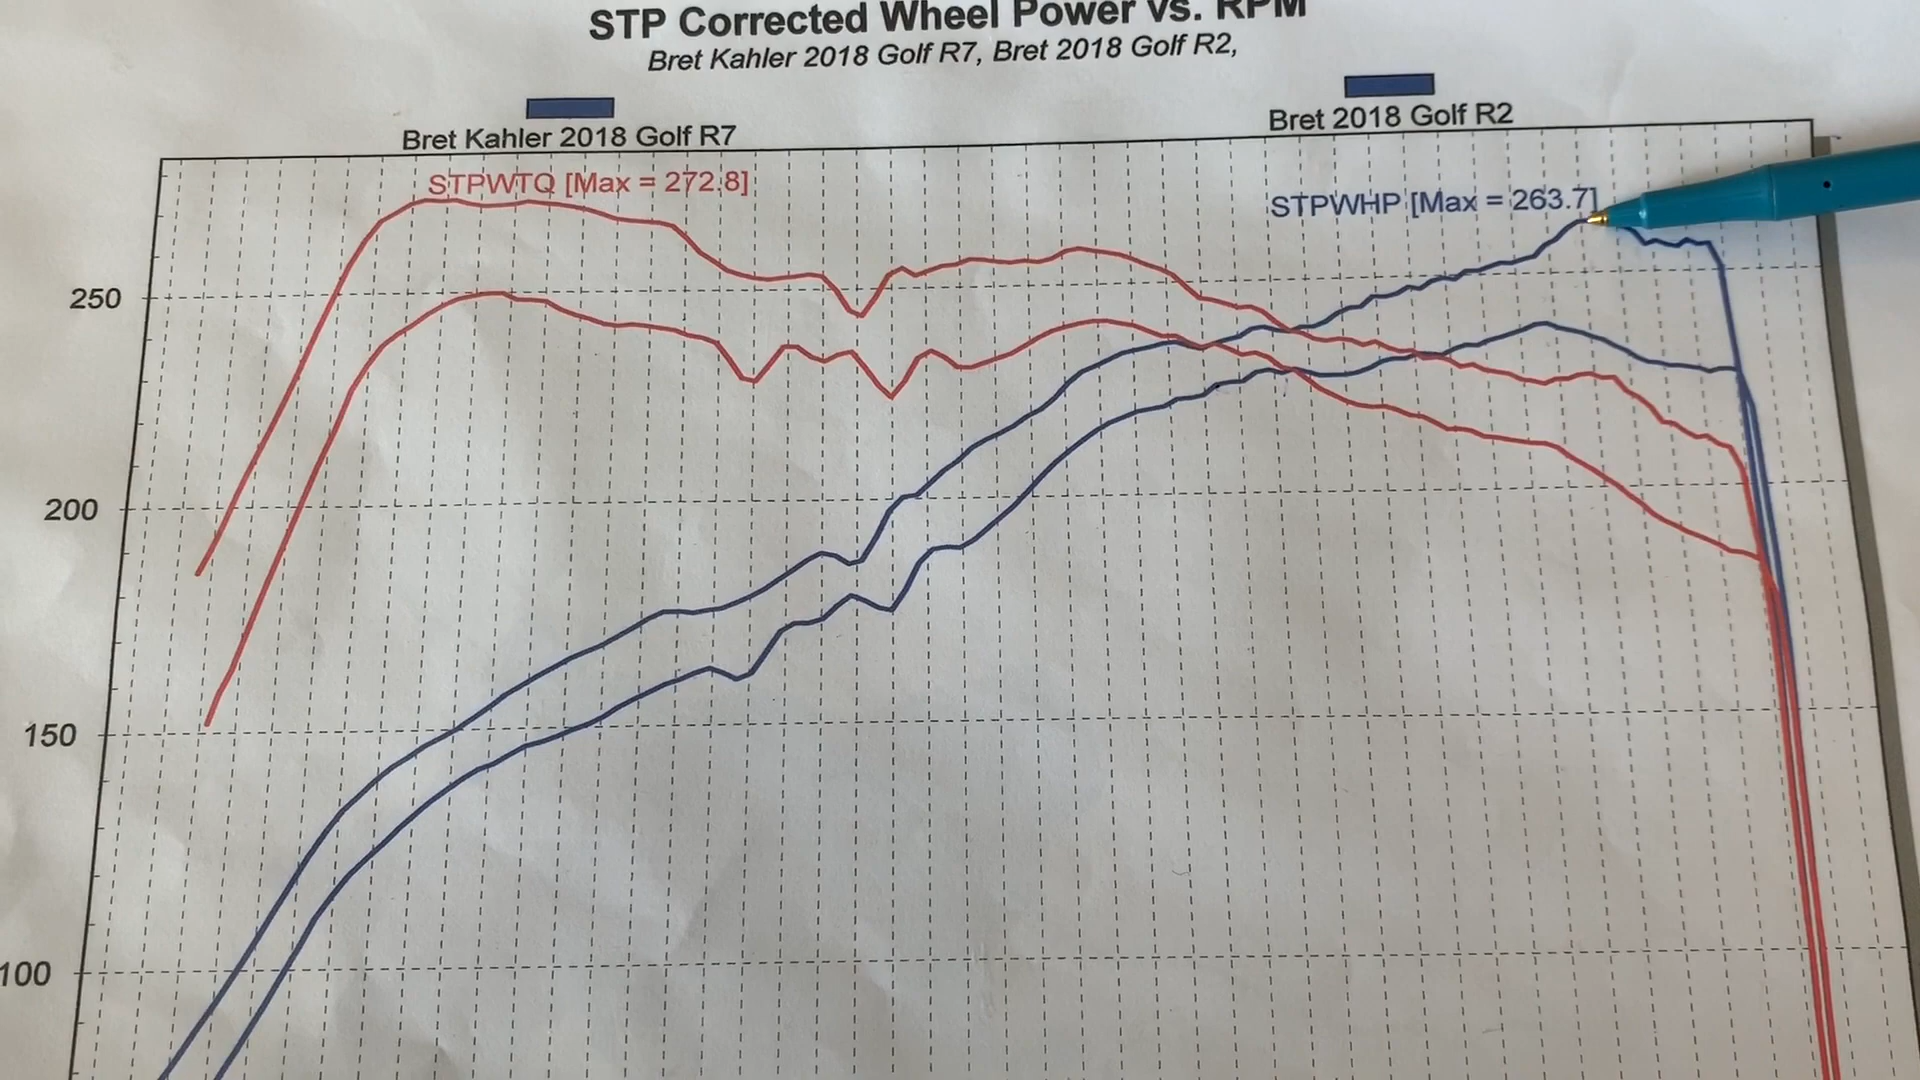 STP Corrected Wheel Power vs. RPM
Bret Kahler 2018 Golf R7, Bret 2018 Golf R2,
Bret Kahler 2018 Golf R7
Bret 2018 Golf R2
STPWTQ [Max = 272.8]
STPWHP [Max = 263.7]
250
200
150
100